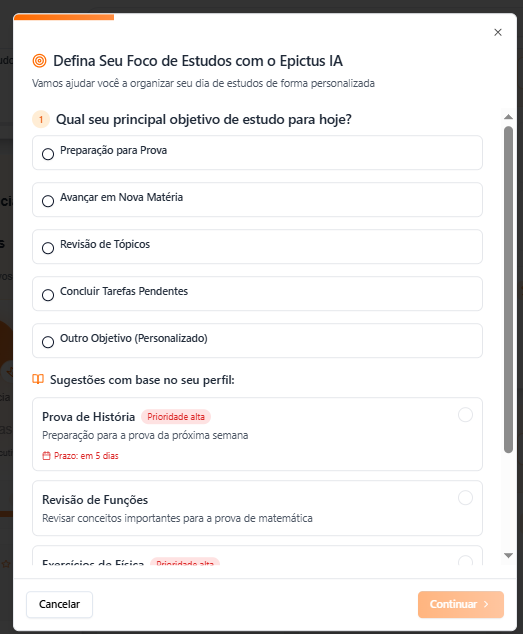 Defina Seu Foco de Estudos com o Epictus IA
Vamos ajudar você a organizar seu dia de estudos de forma personalizada
1 Qual seu principal objetivo de estudo para hoje?
Preparação para Prova
Avançar em Nova Matéria
Revisão de Tópicos
Concluir Tarefas Pendentes
Outro Objetivo (Personalizado)
Sugestões com base no seu perfil:
Prova de História Prioridade alta
Preparação para a prova da próxima semana
Prazo: em 5 dias
Revisão de Funções
Revisar conceitos importantes para a prova de matemática
Exercícios de Física Prioridade alta
Cancelar
Continuar